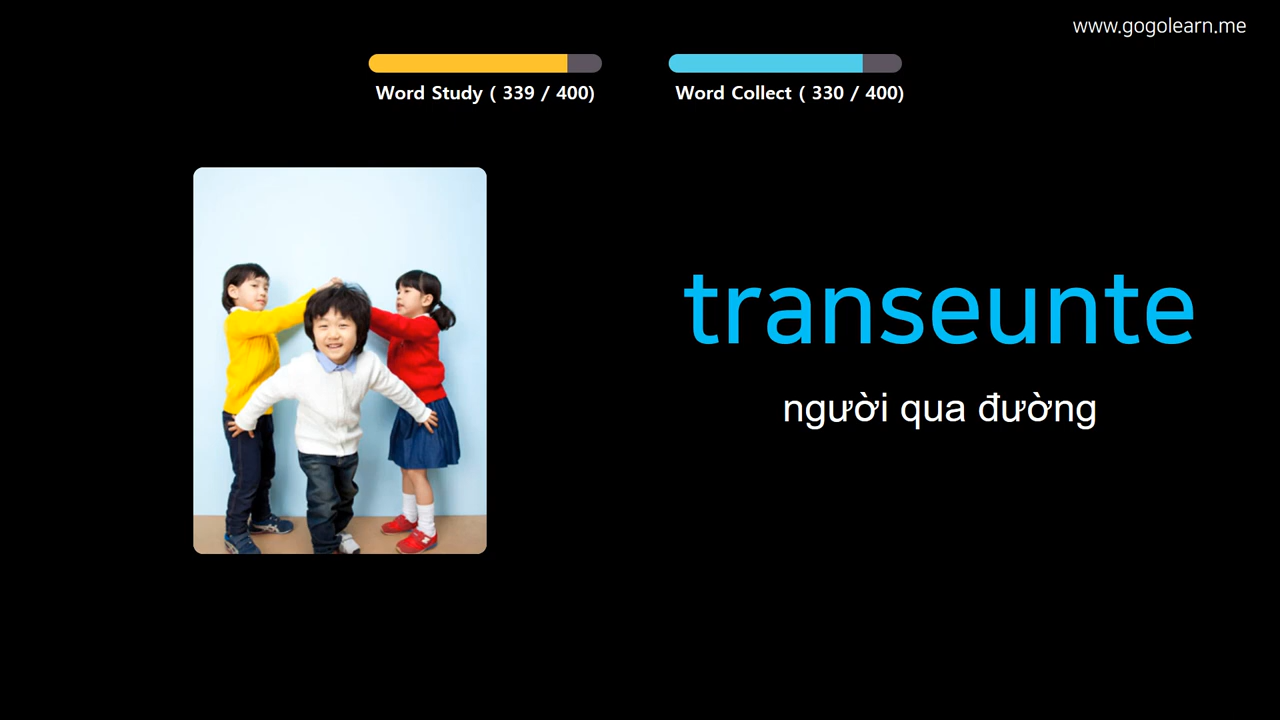 www.gogolearn.me
Word Study ( 339 / 400)
Word Collect ( 330 / 400)
transeunte
người qua đường